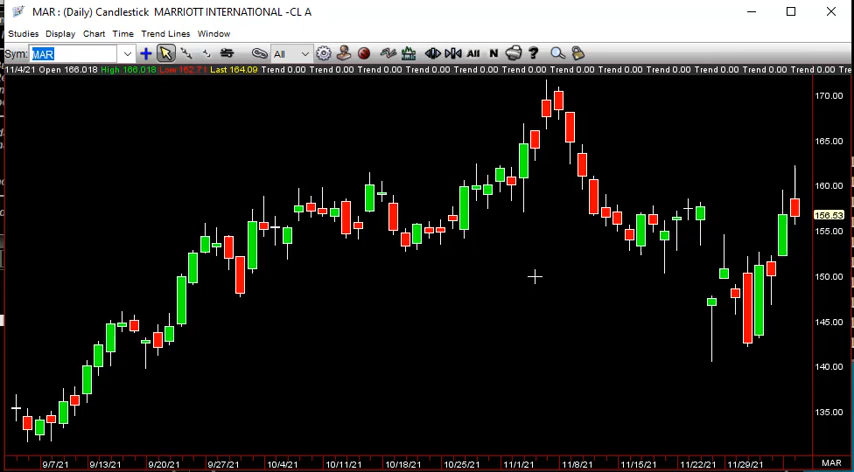 MAR : (Daily) Candlestick MARRIOTT INTERNATIONAL -CL A
Studies Display Chart Time Trend Lines Window
Sym: MAR All All N ?
11/4/21 Open 166.018 High 166.018 Low 162.71 Last 164.09 Trend 0.00 Trend 0.00 Trend 0.00 Trend 0.00 Trend 0.00 Trend 0.00 Trend 0.00 Trend 0.00 Trend 0.00 Trend 0.00 Trend 0.00 Tre
170.00
165.00
160.00
156.53
155.00
150.00
145.00
140.00
135.00
9/7/21 9/13/21 9/20/21 9/27/21 10/4/21 10/11/21 10/18/21 10/25/21 11/1/21 11/8/21 11/15/21 11/22/21 11/29/21 MAR